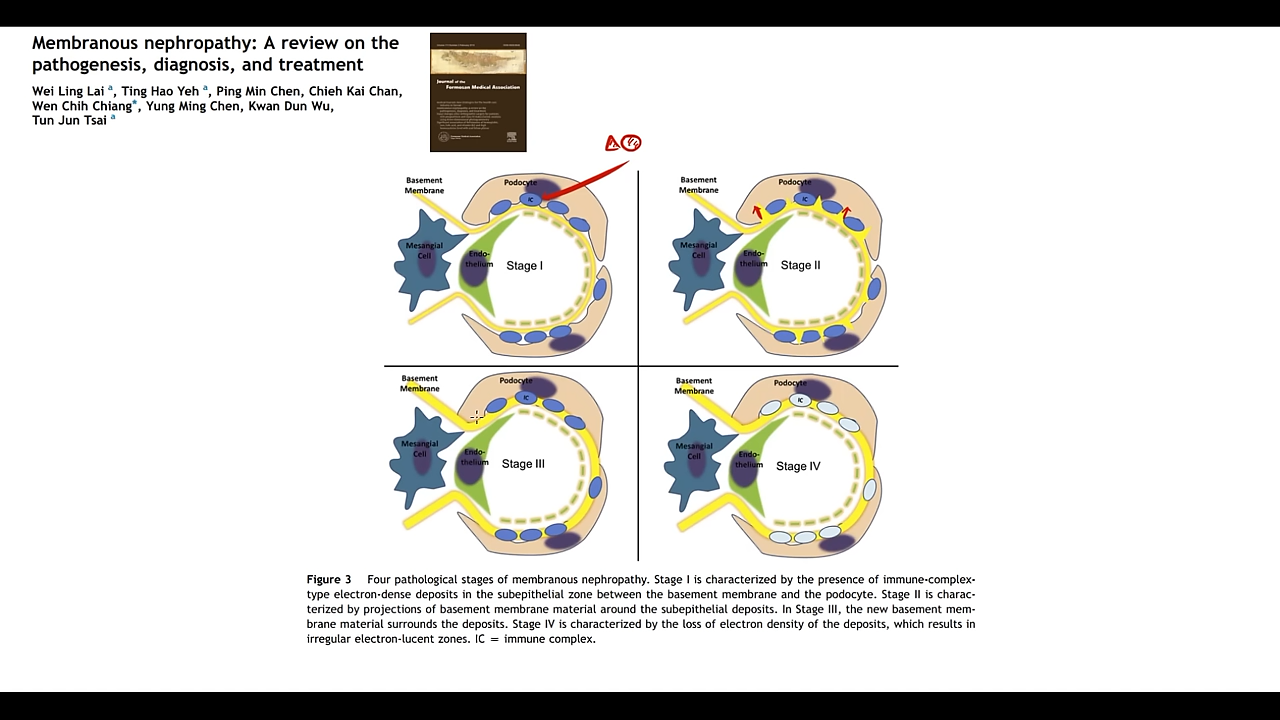 Membranous nephropathy: A review on the
pathogenesis, diagnosis, and treatment
Wei Ling Lai a, Ting Hao Yeh a, Ping Min Chen, Chieh Kai Chan,
Wen Chih Chiang*, Yung Ming Chen, Kwan Dun Wu,
Tun Jun Tsai a
Journal of the
Formosan Medical Association
Basement
Membrane
Podocyte
IC
Mesangial
Cell
Endo-
thelium
Stage I
Basement
Membrane
Podocyte
IC
Mesangial
Cell
Endo-
thelium
Stage II
Basement
Membrane
Podocyte
IC
Mesangial
Cell
Endo-
thelium
Stage III
Basement
Membrane
Podocyte
IC
Mesangial
Cell
Endo-
thelium
Stage IV
Figure 3 Four pathological stages of membranous nephropathy. Stage I is characterized by the presence of immune-complex-
type electron-dense deposits in the subepithelial zone between the basement membrane and the podocyte. Stage II is charac-
terized by projections of basement membrane material around the subepithelial deposits. In Stage III, the new basement mem-
brane material surrounds the deposits. Stage IV is characterized by the loss of electron density of the deposits, which results in
irregular electron-lucent zones. IC = immune complex.